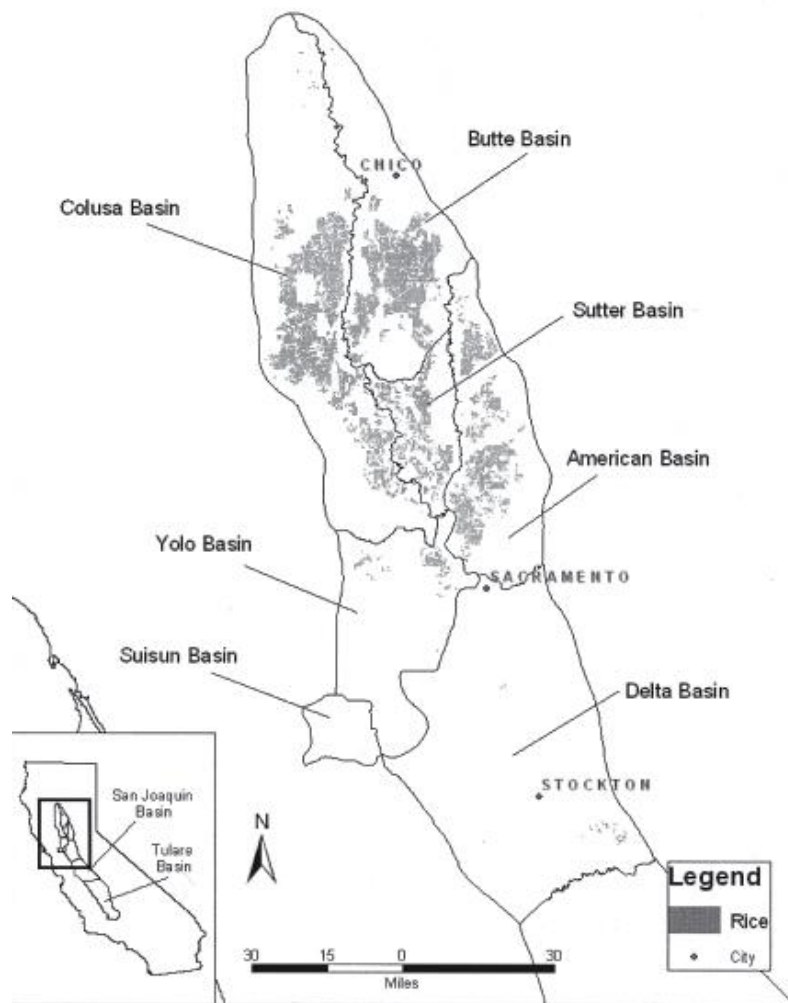 Butte Basin
CHICO
Colusa Basin
Sutter Basin
American Basin
Yolo Basin
SACRAMENTO
Suisun Basin
Delta Basin
STOCKTON
San Joaquin
Basin
Tulare
Basin
N
Legend
Rice
City
30 15 0 30
Miles